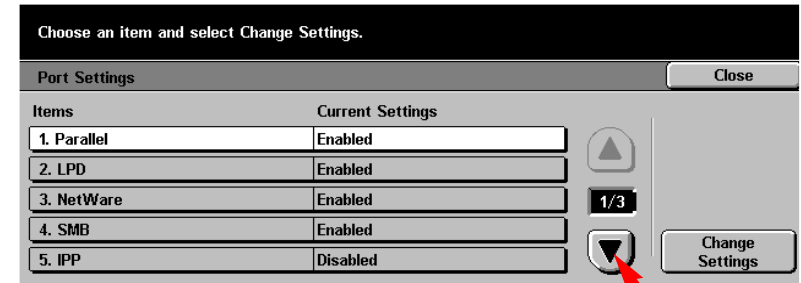 Choose an item and select Change Settings.
Port Settings
Close
Items Current Settings
1. Parallel Enabled
2. LPD Enabled
3. NetWare Enabled
1/3
4. SMB Enabled
5. IPP Disabled
Change
Settings